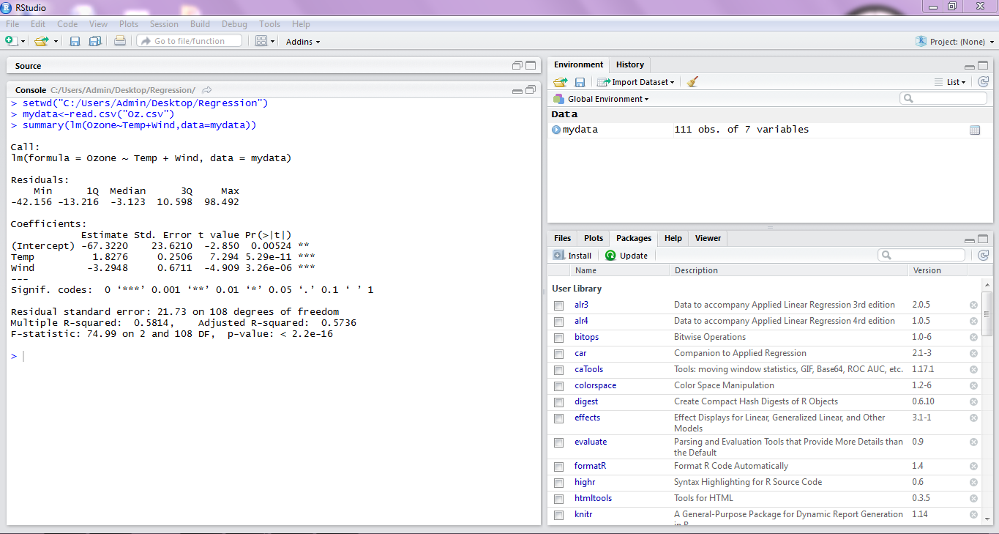 RStudio
File Edit Code View Plots Session Build Debug Tools Help
Go to file/function Addins Project: (None)
Source
Console C:/Users/Admin/Desktop/Regression/
> setwd("C:/Users/Admin/Desktop/Regression")
> mydata<-read.csv("Oz.csv")
> summary(lm(Ozone~Temp+Wind,data=mydata))
Call:
lm(formula = Ozone ~ Temp + Wind, data = mydata)
Residuals:
    Min      1Q  Median      3Q     Max
-42.156 -13.216  -3.123  10.598  98.492
Coefficients:
            Estimate Std. Error t value Pr(>|t|)
(Intercept) -67.3220    23.6210  -2.850  0.00524 **
Temp          1.8276     0.2506   7.294 5.29e-11 ***
Wind         -3.2948     0.6711  -4.909 3.26e-06 ***
---
Signif. codes:  0 ‘***’ 0.001 ‘**’ 0.01 ‘*’ 0.05 ‘.’ 0.1 ‘ ’ 1
Residual standard error: 21.73 on 108 degrees of freedom
Multiple R-squared:  0.5814,    Adjusted R-squared:  0.5736
F-statistic: 74.99 on 2 and 108 DF,  p-value: < 2.2e-16
>
Environment History
Import Dataset List
Global Environment
Data
mydata 111 obs. of 7 variables
Files Plots Packages Help Viewer
Install Update
Name Description Version
User Library
alr3 Data to accompany Applied Linear Regression 3rd edition 2.0.5
alr4 Data to accompany Applied Linear Regression 4rd edition 1.0.5
bitops Bitwise Operations 1.0-6
car Companion to Applied Regression 2.1-3
caTools Tools: moving window statistics, GIF, Base64, ROC AUC, etc. 1.17.1
colorspace Color Space Manipulation 1.2-6
digest Create Compact Hash Digests of R Objects 0.6.10
effects Effect Displays for Linear, Generalized Linear, and Other 3.1-1
Models
evaluate Parsing and Evaluation Tools that Provide More Details than 0.9
the Default
formatR Format R Code Automatically 1.4
highr Syntax Highlighting for R Source Code 0.6
htmltools Tools for HTML 0.3.5
knitr A General-Purpose Package for Dynamic Report Generation 1.14
in R